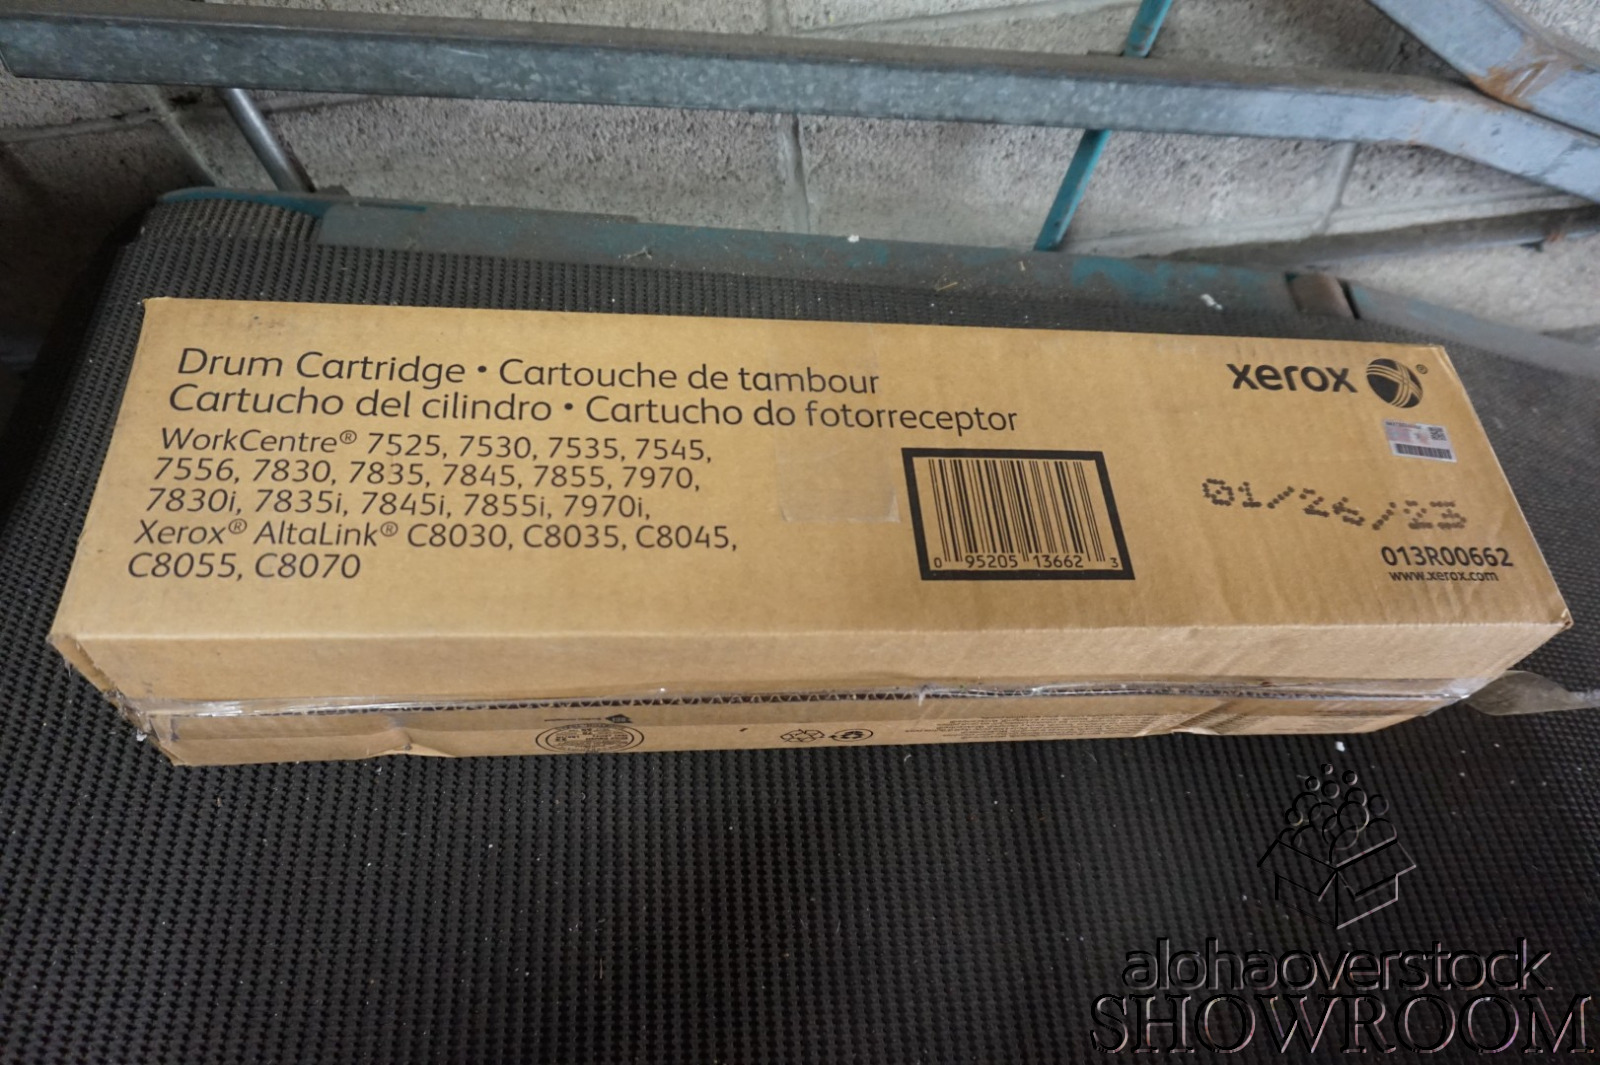 Drum Cartridge • Cartouche de tambour
Cartucho del cilindro • Cartucho do fotorreceptor
WorkCentre® 7525, 7530, 7535, 7545,
7556, 7830, 7835, 7845, 7855, 7970,
7830i, 7835i, 7845i, 7855i, 7970i,
Xerox® AltaLink® C8030, C8035, C8045,
C8055, C8070
xerox ®
0 95205 13662 3
01/26/
013R00662
www.xerox.com
alohaoverstock
SHOWROOM